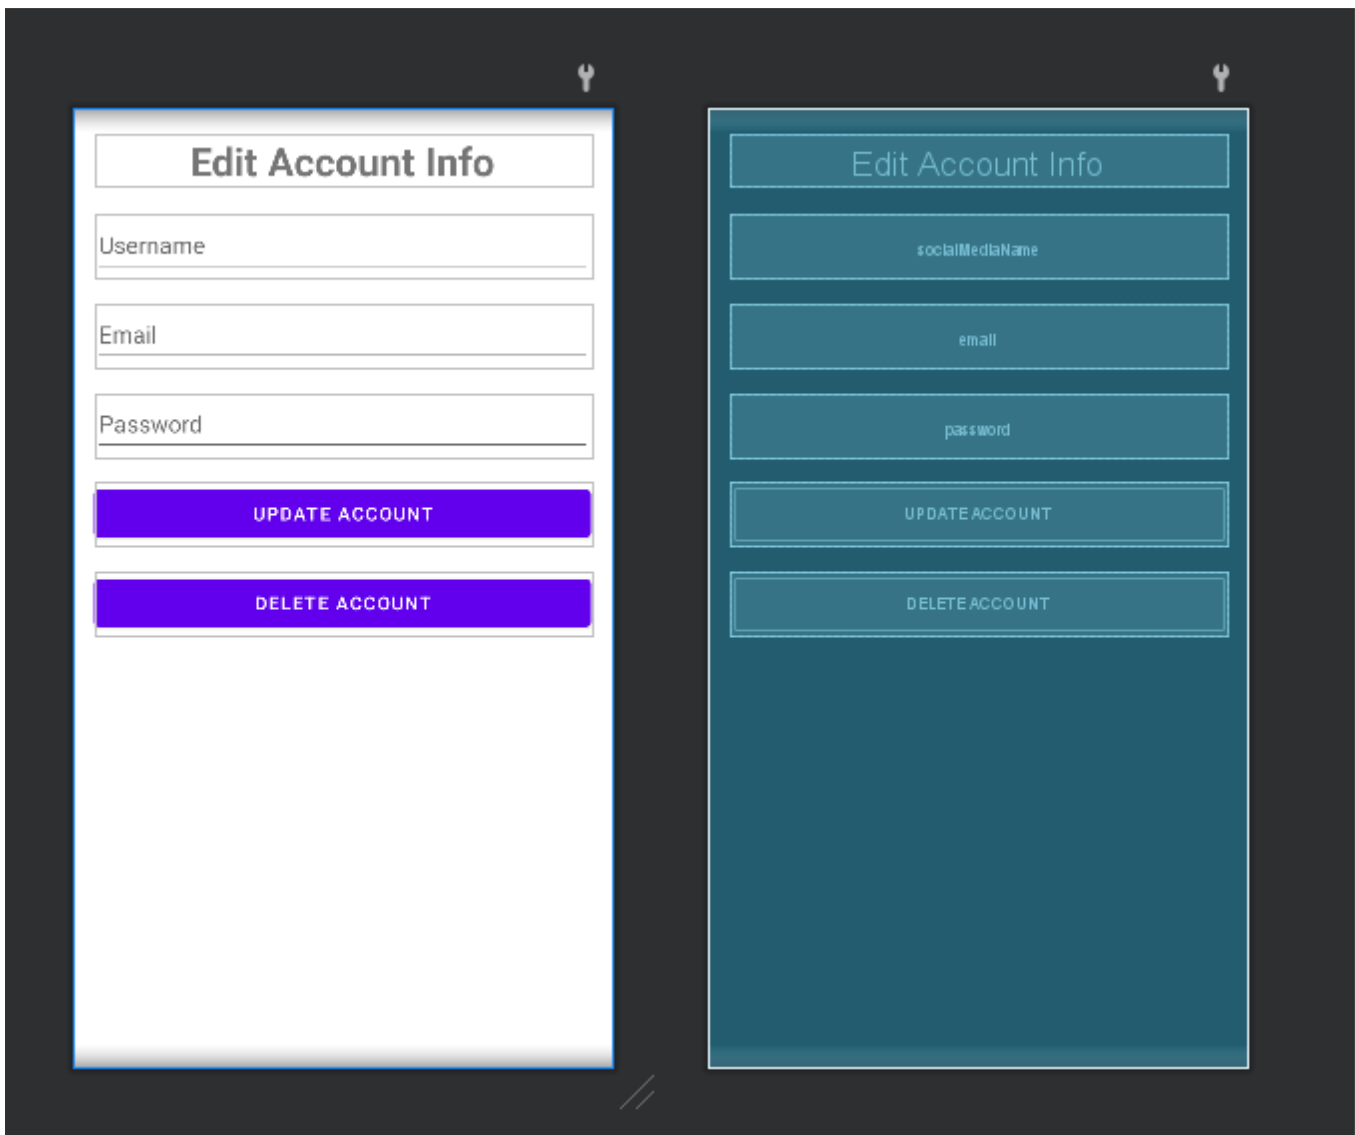 Edit Account Info
Username
Email
Password
UPDATE ACCOUNT
DELETE ACCOUNT
Edit Account Info
socialMediaName
email
password
UPDATE ACCOUNT
DELETE ACCOUNT